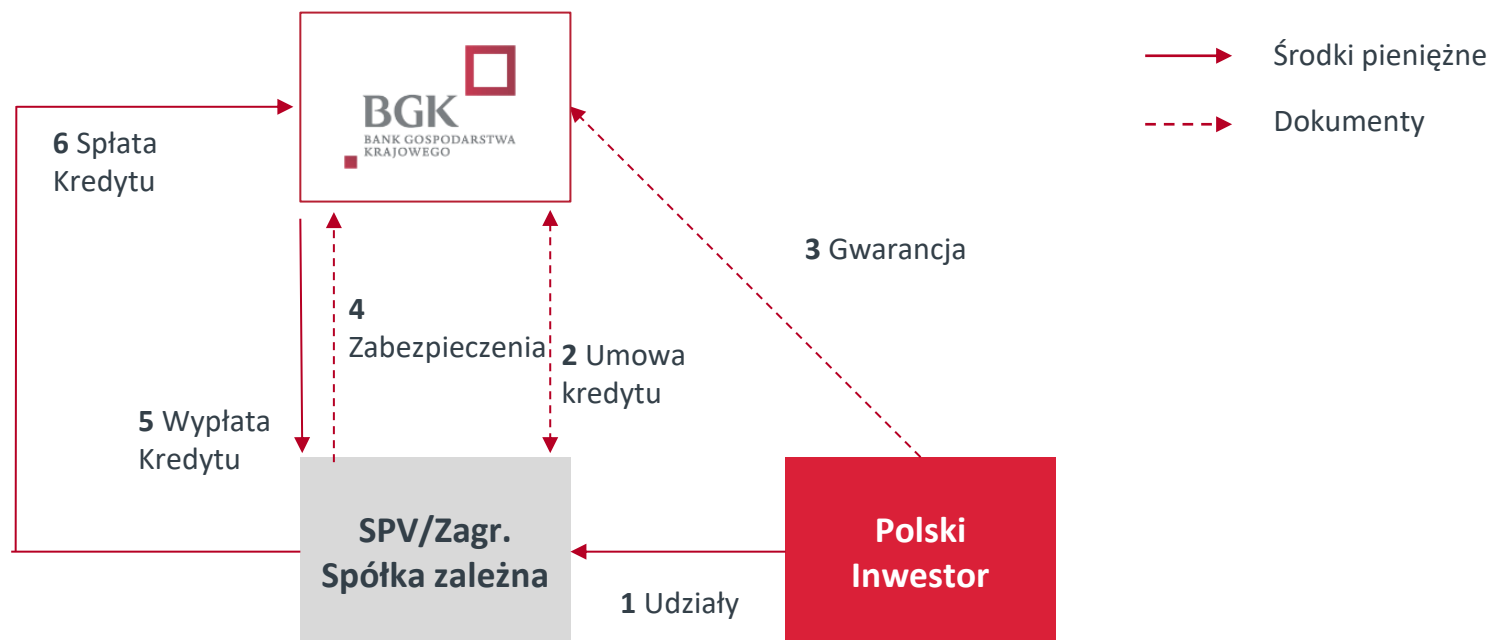 BGK
BANK GOSPODARSTWA
KRAJOWEGO
Środki pieniężne
Dokumenty
6 Spłata
Kredytu
3 Gwarancja
4
Zabezpieczenia
2 Umowa
kredytu
5 Wypłata
Kredytu
SPV/Zagr.
Spółka zależna
Polski
Inwestor
1 Udziały